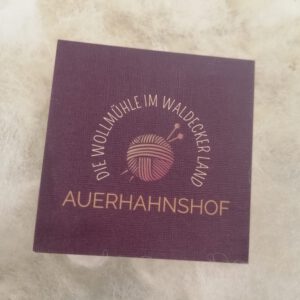 DIE WOLLMÜHLE IM WALDECKER LAND
AUERHAHNSHOF